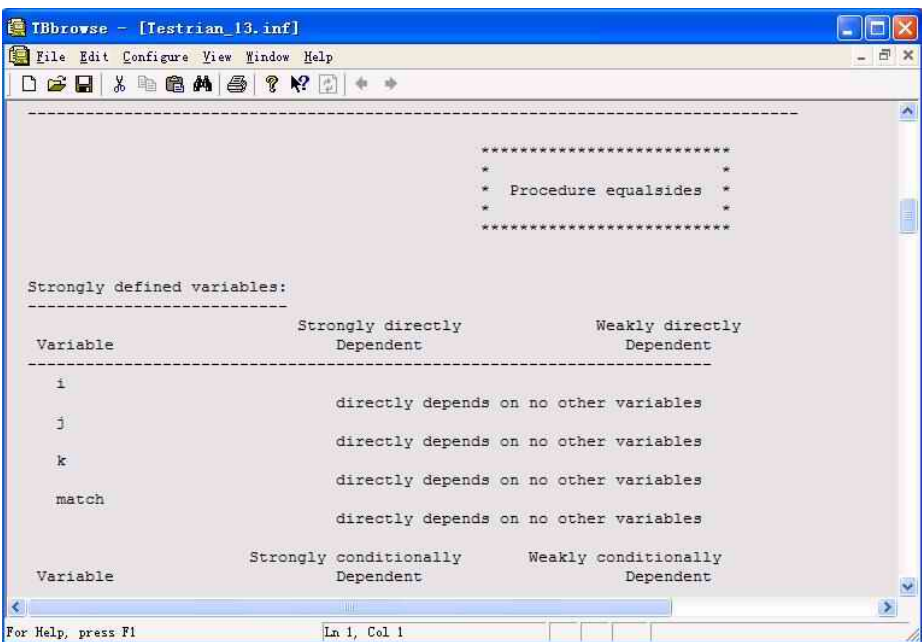 TBbrowse - [Testrian_13.inf]
File Edit Configure View Window Help
--------------------------------------------------------------------------------
**************************
* *
* Procedure equalsides *
* *
**************************
Strongly defined variables:
---------------------------
Strongly directly Weakly directly
Variable Dependent Dependent
-----------------------------------------------------------------------
i
directly depends on no other variables
j
directly depends on no other variables
k
directly depends on no other variables
match
directly depends on no other variables
Strongly conditionally Weakly conditionally
Variable Dependent Dependent
For Help, press F1 Ln 1, Col 1